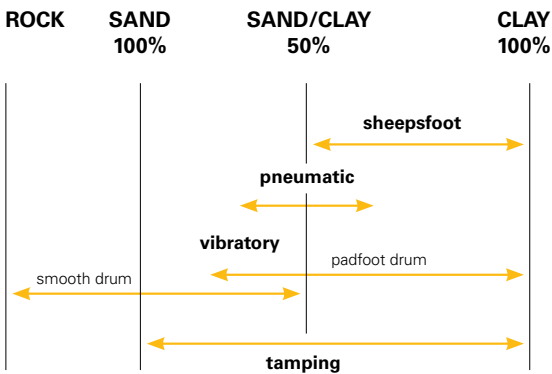 ROCK SAND SAND/CLAY CLAY
100% 50% 100%
sheepsfoot
pneumatic
vibratory
padfoot drum
smooth drum
tamping